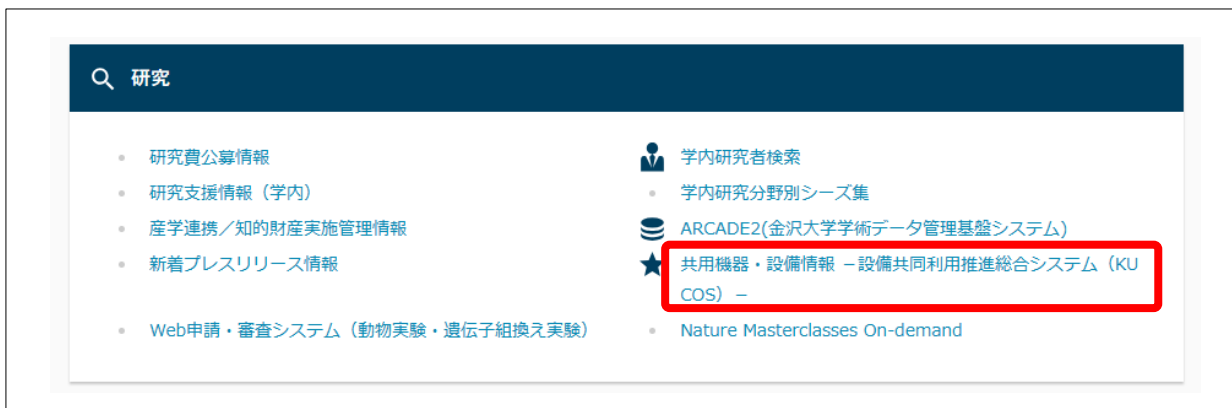 研究
研究費公募情報
学内研究者検索
研究支援情報（学内）
学内研究分野別シーズ集
産学連携／知的財産実施管理情報
ARCADE2(金沢大学学術データ管理基盤システム)
新着プレスリリース情報
共用機器・設備情報 －設備共同利用推進総合システム（KU
COS）－
Web申請・審査システム（動物実験・遺伝子組換え実験）
Nature Masterclasses On-demand